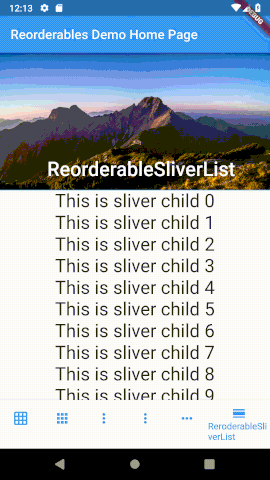 12:13
DEBUG
Reorderables Demo Home Page
ReorderableSliverList
This is sliver child 0
This is sliver child 1
This is sliver child 2
This is sliver child 3
This is sliver child 4
This is sliver child 5
This is sliver child 6
This is sliver child 7
This is sliver child 8
This is sliver child 9
ReroderableSli
verList